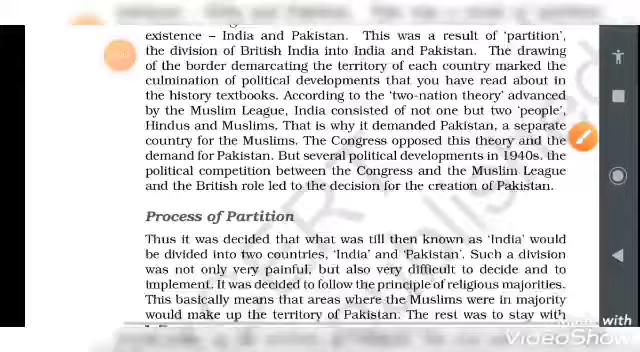 existence – India and Pakistan. This was a result of 'partition',
the division of British India into India and Pakistan. The drawing
of the border demarcating the territory of each country marked the
culmination of political developments that you have read about in
the history textbooks. According to the 'two-nation theory' advanced
by the Muslim League, India consisted of not one but two 'people',
Hindus and Muslims. That is why it demanded Pakistan, a separate
country for the Muslims. The Congress opposed this theory and the
demand for Pakistan. But several political developments in 1940s, the
political competition between the Congress and the Muslim League
and the British role led to the decision for the creation of Pakistan.
Process of Partition
Thus it was decided that what was till then known as 'India' would
be divided into two countries, 'India' and 'Pakistan'. Such a division
was not only very painful, but also very difficult to decide and to
implement. It was decided to follow the principle of religious majorities.
This basically means that areas where the Muslims were in majority
would make up the territory of Pakistan. The rest was to stay with
with
VideoShow